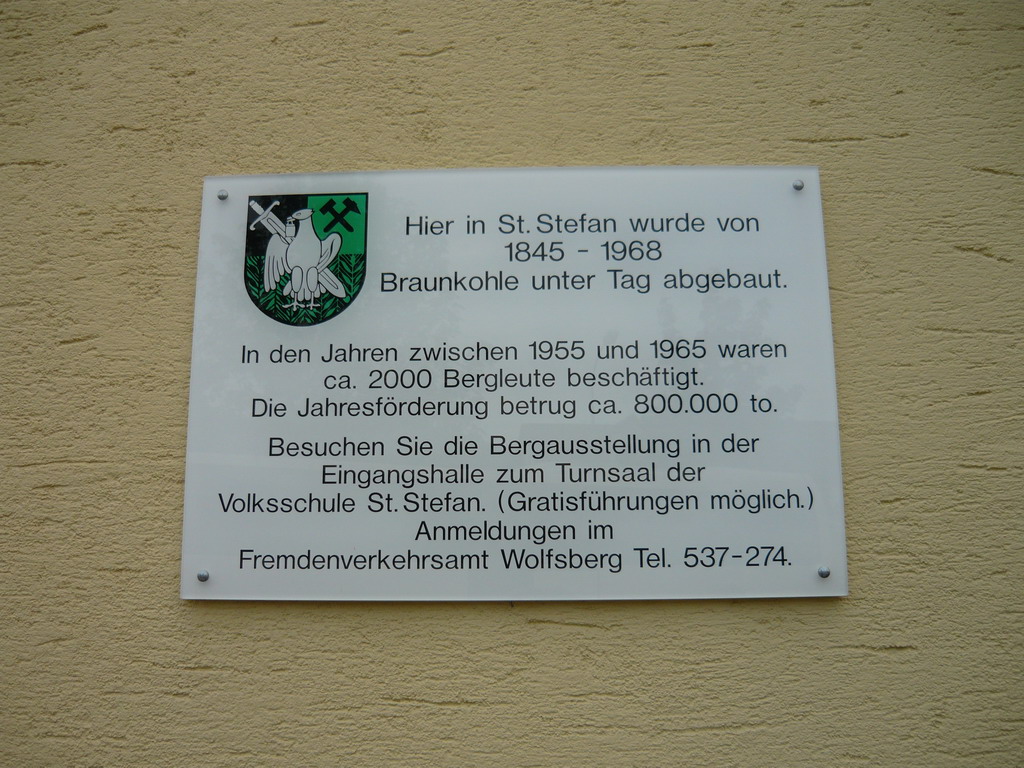 Hier in St. Stefan wurde von
1845 - 1968
Braunkohle unter Tag abgebaut.
In den Jahren zwischen 1955 und 1965 waren
ca. 2000 Bergleute beschäftigt.
Die Jahresförderung betrug ca. 800.000 to.
Besuchen Sie die Bergausstellung in der
Eingangshalle zum Turnsaal der
Volksschule St. Stefan. (Gratisführungen möglich.)
Anmeldungen im
Fremdenverkehrsamt Wolfsberg Tel. 537-274.